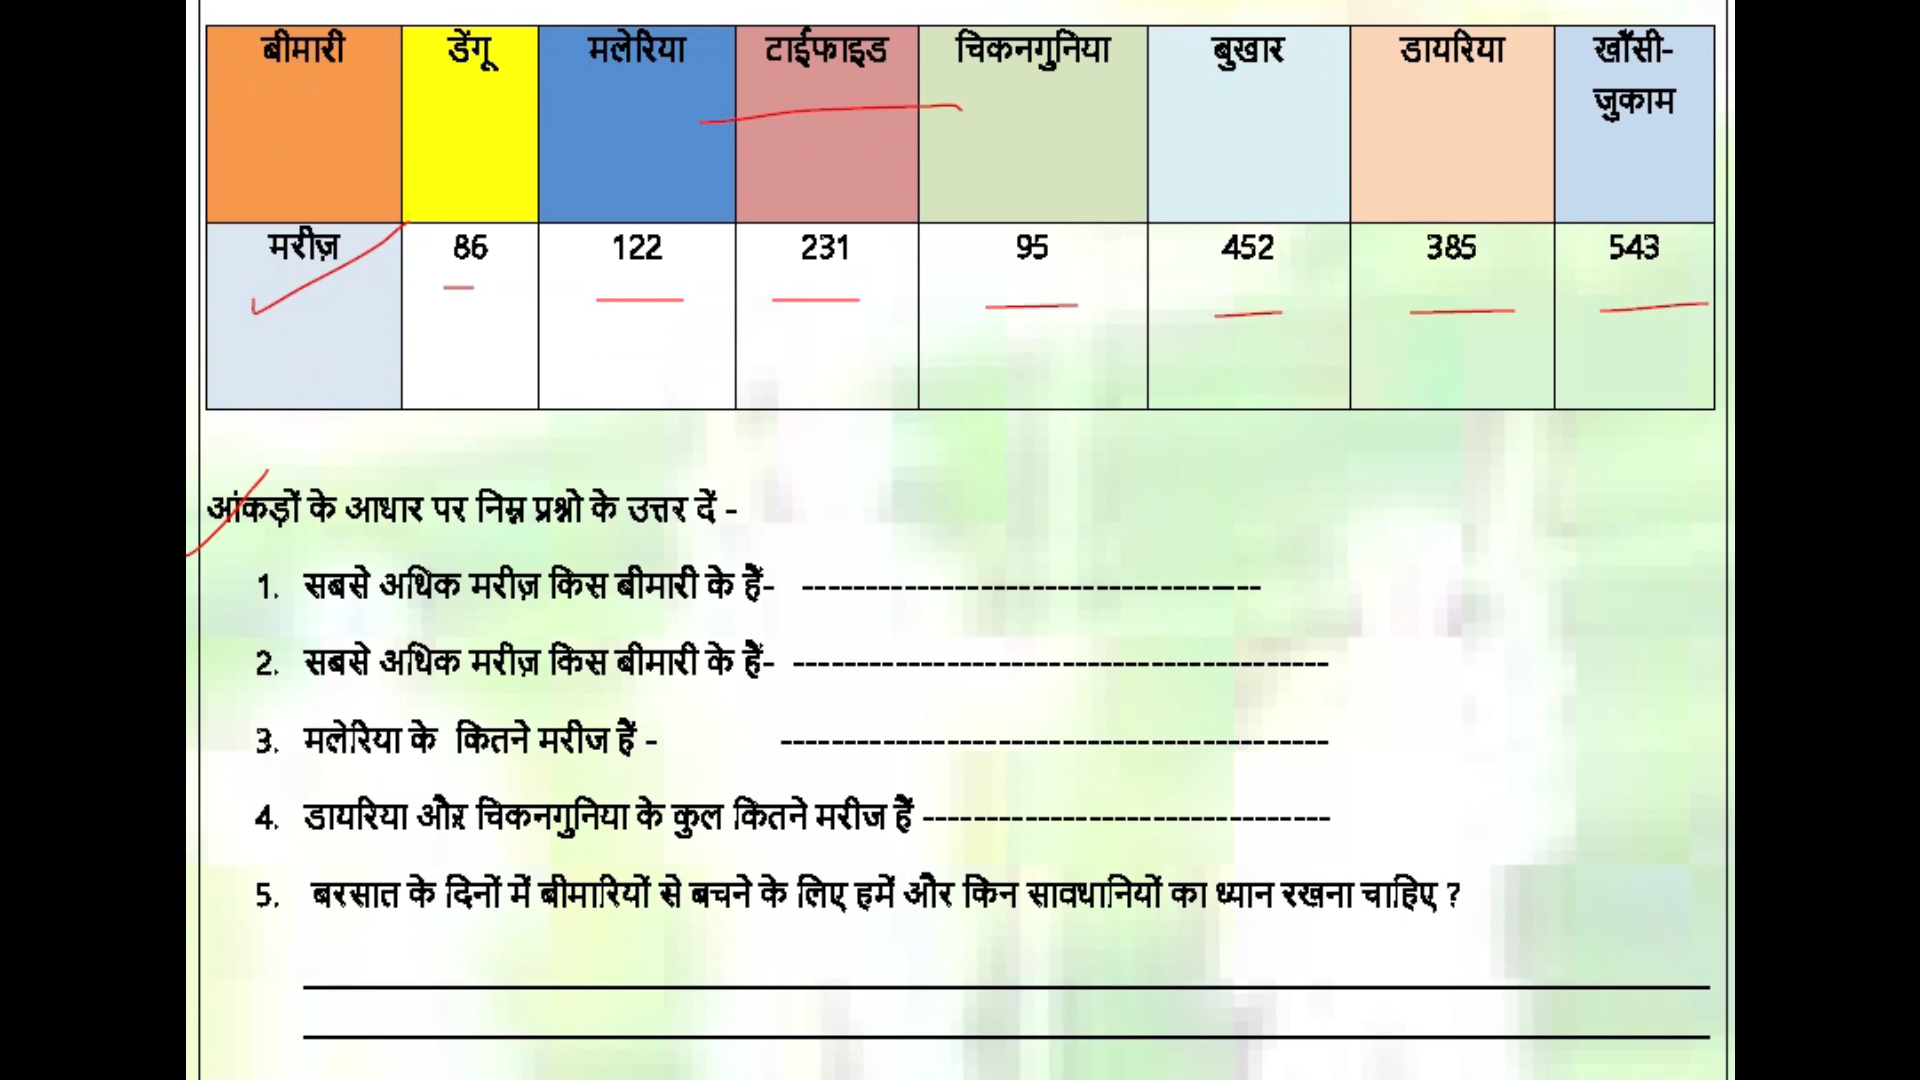 बीमारी डेंगू मलेरिया टाईफाइड चिकनगुनिया बुखार डायरिया खाँसी-
जुकाम
मरीज़ 86 122 231 95 452 385 543
आंकड़ों के आधार पर निम्न प्रश्नो के उत्तर दें -
1. सबसे अधिक मरीज़ किस बीमारी के हैं- ------------------------------------
2. सबसे अधिक मरीज़ किस बीमारी के हैं- ------------------------------------------
3. मलेरिया के कितने मरीज हैं - -------------------------------------------
4. डायरिया और चिकनगुनिया के कुल कितने मरीज हैं --------------------------------
5. बरसात के दिनों में बीमारियों से बचने के लिए हमें और किन सावधानियों का ध्यान रखना चाहिए ?